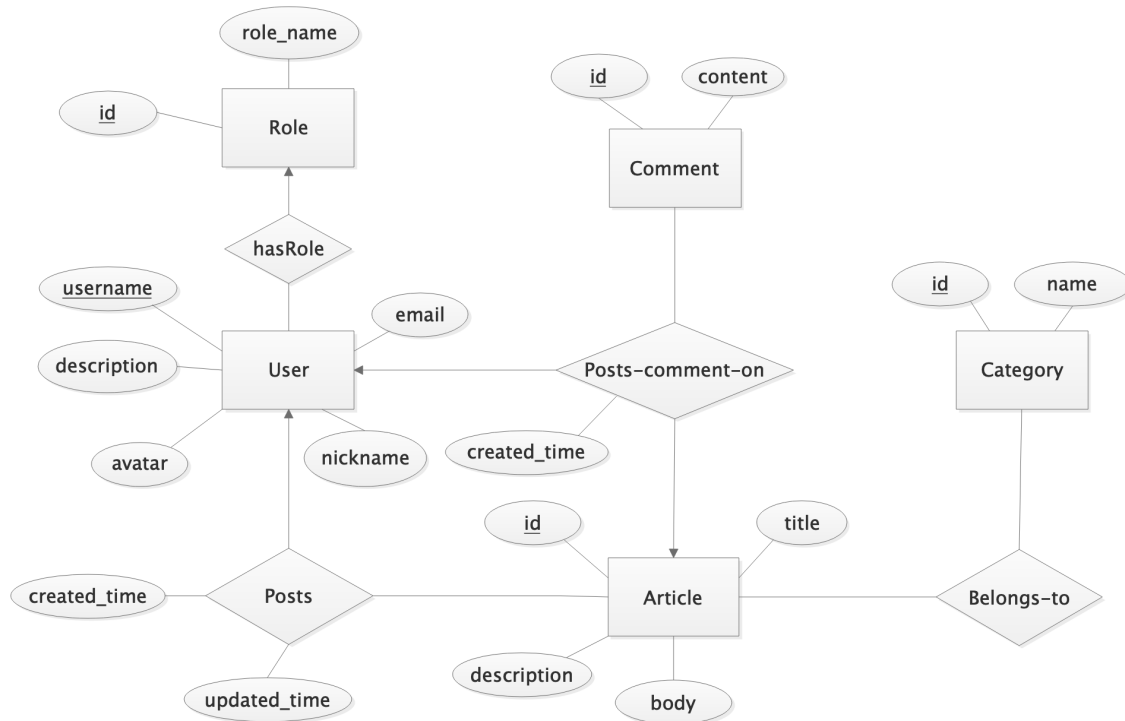 role_name
id
Role
id
content
Comment
hasRole
username
email
description
User
Posts-comment-on
id
name
Category
avatar
nickname
created_time
id
title
created_time
Posts
Article
Belongs-to
description
updated_time
body